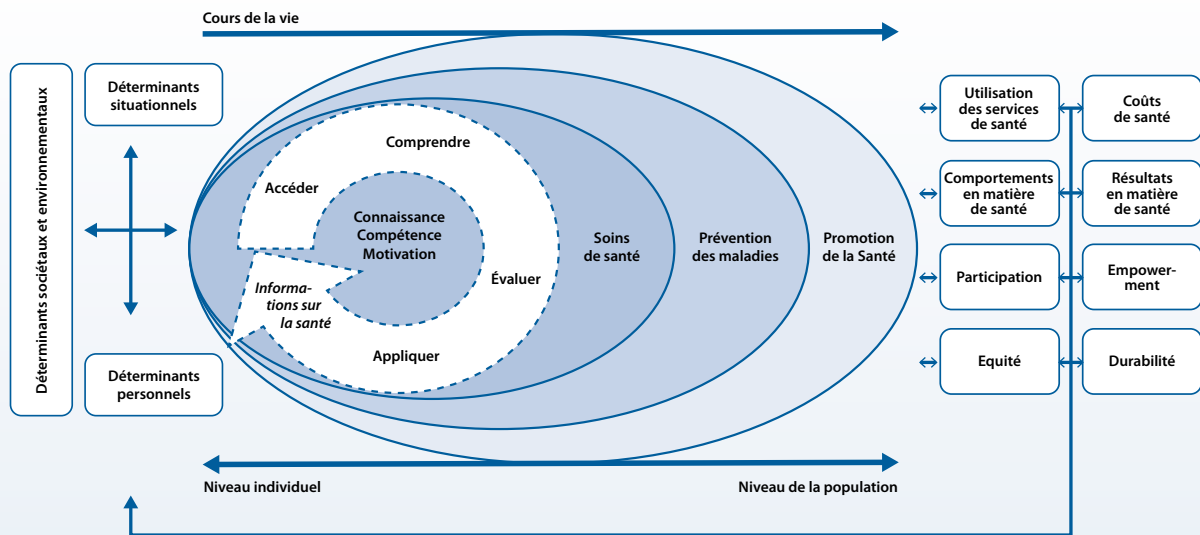 Cours de la vie
Déterminants sociétaux et environnementaux
Déterminants
situationnels
Déterminants
personnels
Comprendre
Accéder
Connaissance
Compétence
Motivation
Informa-
tions sur
la santé
Évaluer
Appliquer
Soins
de santé
Prévention
des maladies
Promotion
de la Santé
Utilisation
des services
de santé
Coûts
de santé
Comportements
en matière
de santé
Résultats
en matière
de santé
Participation
Empower-
ment
Equité
Durabilité
Niveau individuel
Niveau de la population